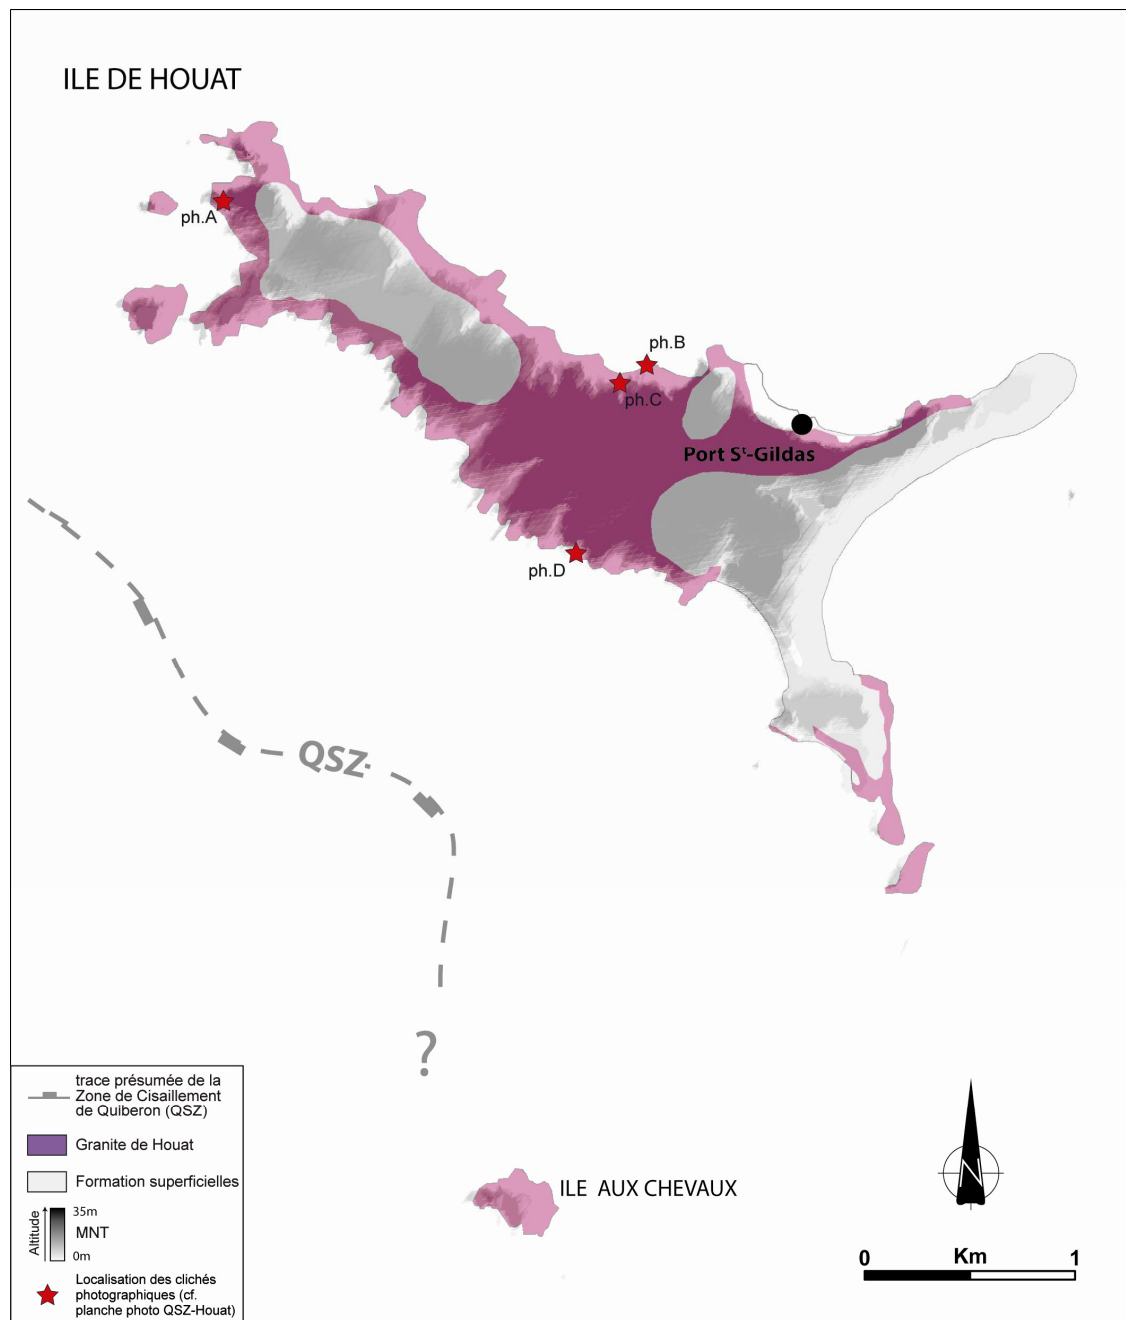 ILE DE HOUAT
ph.A
ph.B
ph.C
Port Sᵗ-Gildas
ph.D
QSZ
?
ILE AUX CHEVAUX
trace présumée de la
Zone de Cisaillement
de Quiberon (QSZ)
Granite de Houat
Formation superficielles
Altitude
35m
MNT
0m
Localisation des clichés
photographiques (cf.
planche photo QSZ-Houat)
N
0 Km 1